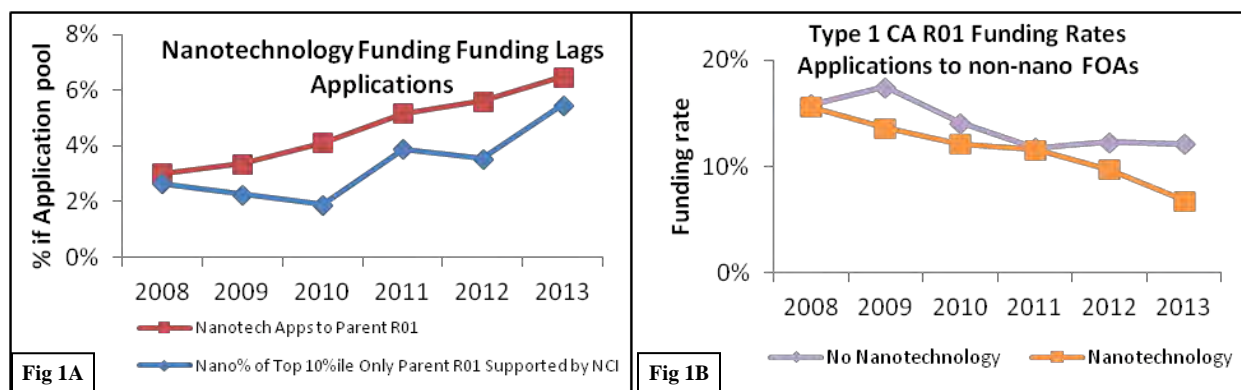 Nanotechnology Funding Funding Lags
Applications
% if Application pool
8%
6%
4%
2%
0%
2008 2009 2010 2011 2012 2013
Nanotech Apps to Parent R01
Nano% of Top 10%ile Only Parent R01 Supported by NCI
Fig 1A
Type 1 CA R01 Funding Rates
Applications to non-nano FOAs
Funding rate
20%
10%
0%
2008 2009 2010 2011 2012 2013
No Nanotechnology Nanotechnology
Fig 1B